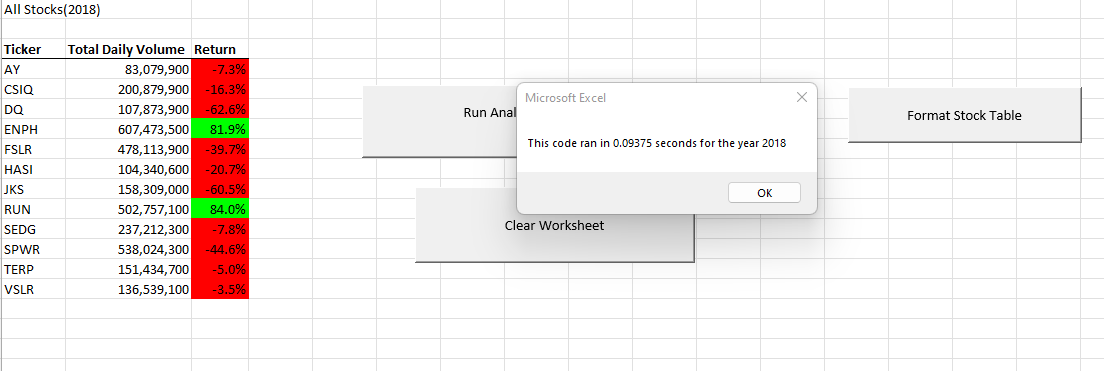 All Stocks(2018)
Ticker Total Daily Volume Return
AY 83,079,900 -7.3%
CSIQ 200,879,900 -16.3%
DQ 107,873,900 -62.6%
ENPH 607,473,500 81.9%
FSLR 478,113,900 -39.7%
HASI 104,340,600 -20.7%
JKS 158,309,000 -60.5%
RUN 502,757,100 84.0%
SEDG 237,212,300 -7.8%
SPWR 538,024,300 -44.6%
TERP 151,434,700 -5.0%
VSLR 136,539,100 -3.5%
Run Anal
Microsoft Excel
This code ran in 0.09375 seconds for the year 2018
OK
Format Stock Table
Clear Worksheet